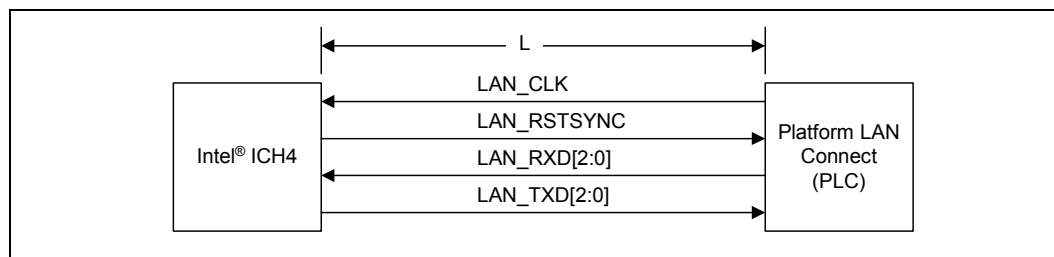 L
LAN_CLK
LAN_RSTSYNC
Intel® ICH4
LAN_RXD[2:0]
LAN_TXD[2:0]
Platform LAN
Connect
(PLC)